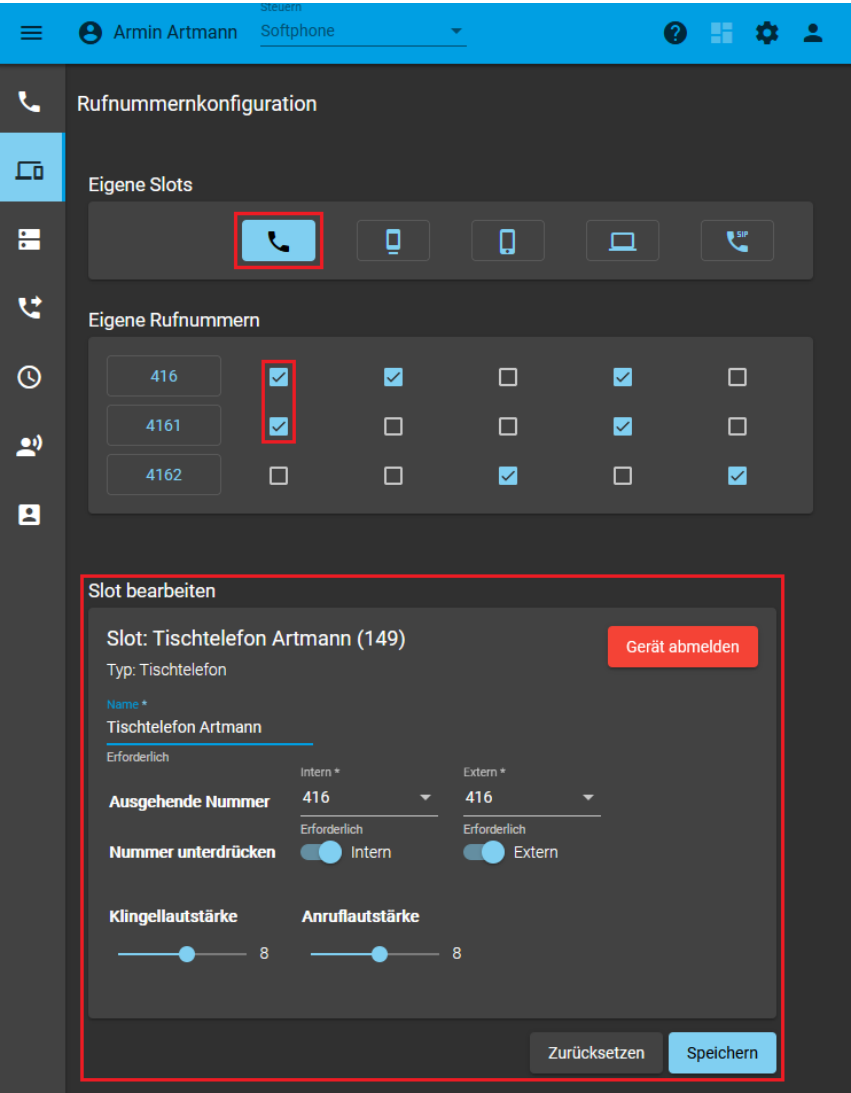 Steuern
Armin Artmann Softphone
Rufnummernkonfiguration
Eigene Slots
SIP
Eigene Rufnummern
416
4161
4162
Slot bearbeiten
Slot: Tischtelefon Artmann (149)
Gerät abmelden
Typ: Tischtelefon
Name *
Tischtelefon Artmann
Erforderlich
Intern * Extern *
Ausgehende Nummer 416 416
Erforderlich Erforderlich
Nummer unterdrücken Intern Extern
Klingellautstärke Anruflautstärke
8 8
Zurücksetzen Speichern